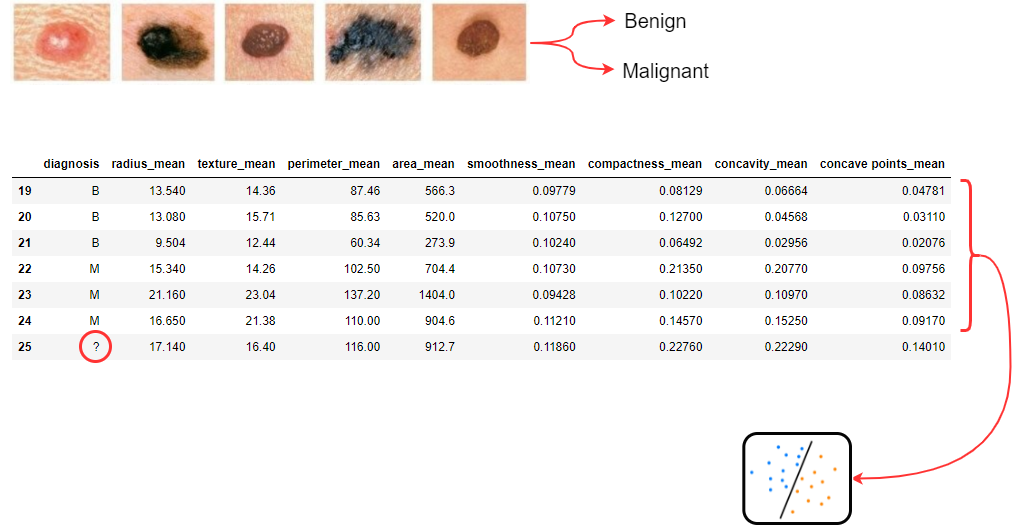 Benign
Malignant
diagnosis radius_mean texture_mean perimeter_mean area_mean smoothness_mean compactness_mean concavity_mean concave points_mean
19 B 13.540 14.36 87.46 566.3 0.09779 0.08129 0.06664 0.04781
20 B 13.080 15.71 85.63 520.0 0.10750 0.12700 0.04568 0.03110
21 B 9.504 12.44 60.34 273.9 0.10240 0.06492 0.02956 0.02076
22 M 15.340 14.26 102.50 704.4 0.10730 0.21350 0.20770 0.09756
23 M 21.160 23.04 137.20 1404.0 0.09428 0.10220 0.10970 0.08632
24 M 16.650 21.38 110.00 904.6 0.11210 0.14570 0.15250 0.09170
25 ? 17.140 16.40 116.00 912.7 0.11860 0.22760 0.22290 0.14010